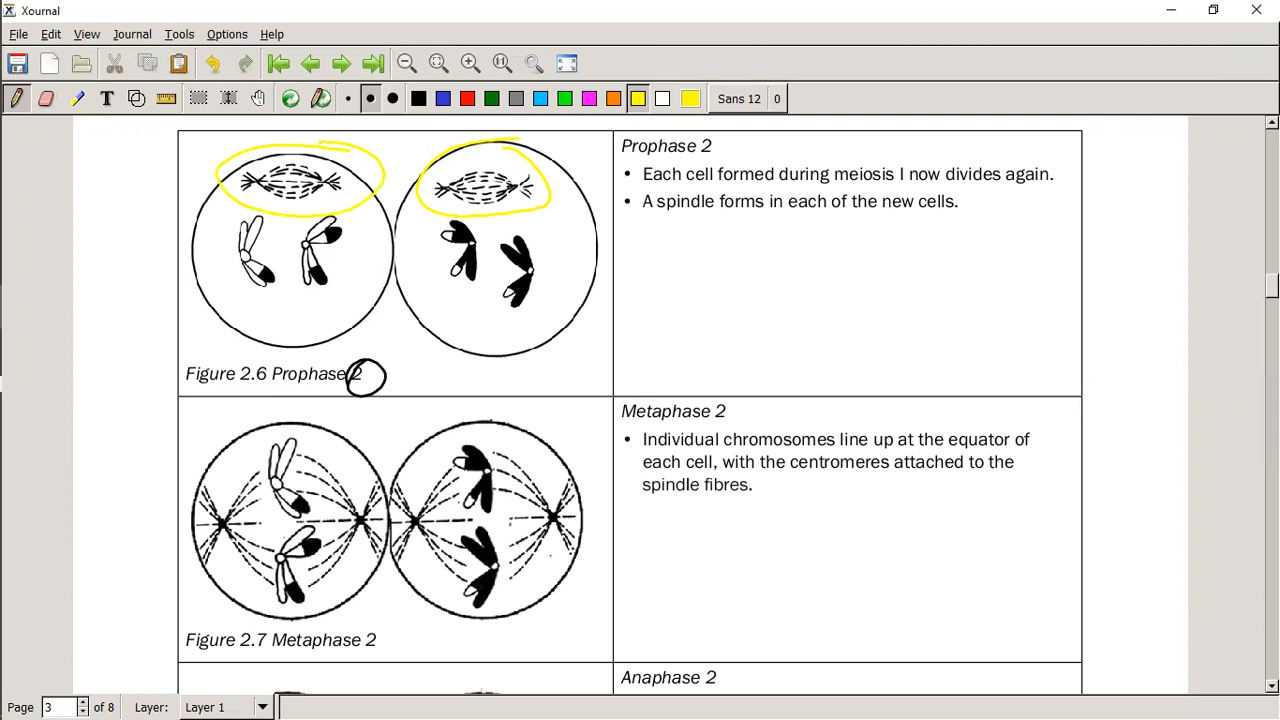 Xournal
File Edit View Journal Tools Options Help
Sans 12 0
Prophase 2
• Each cell formed during meiosis I now divides again.
• A spindle forms in each of the new cells.
Figure 2.6 Prophase 2
Metaphase 2
• Individual chromosomes line up at the equator of
each cell, with the centromeres attached to the
spindle fibres.
Figure 2.7 Metaphase 2
Anaphase 2
Page 3 of 8 Layer: Layer 1